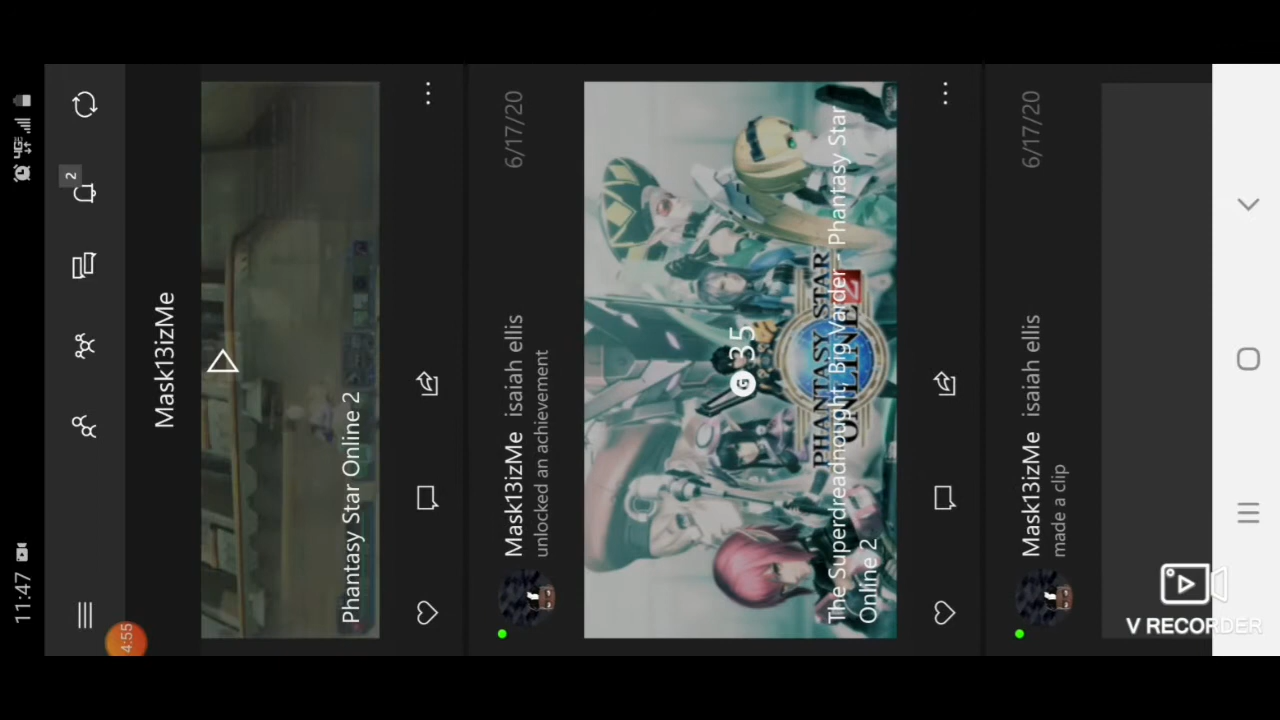 11:47
4G
2
Mask13izMe
Phantasy Star Online 2
Mask13izMe isaiah ellis 6/17/20
unlocked an achievement
G 35
PHANTASY STAR
ONLINE 2
The Superdreadnought: Big Varder - Phantasy Star
Online 2
Mask13izMe isaiah ellis 6/17/20
made a clip
4:55
V RECORDER